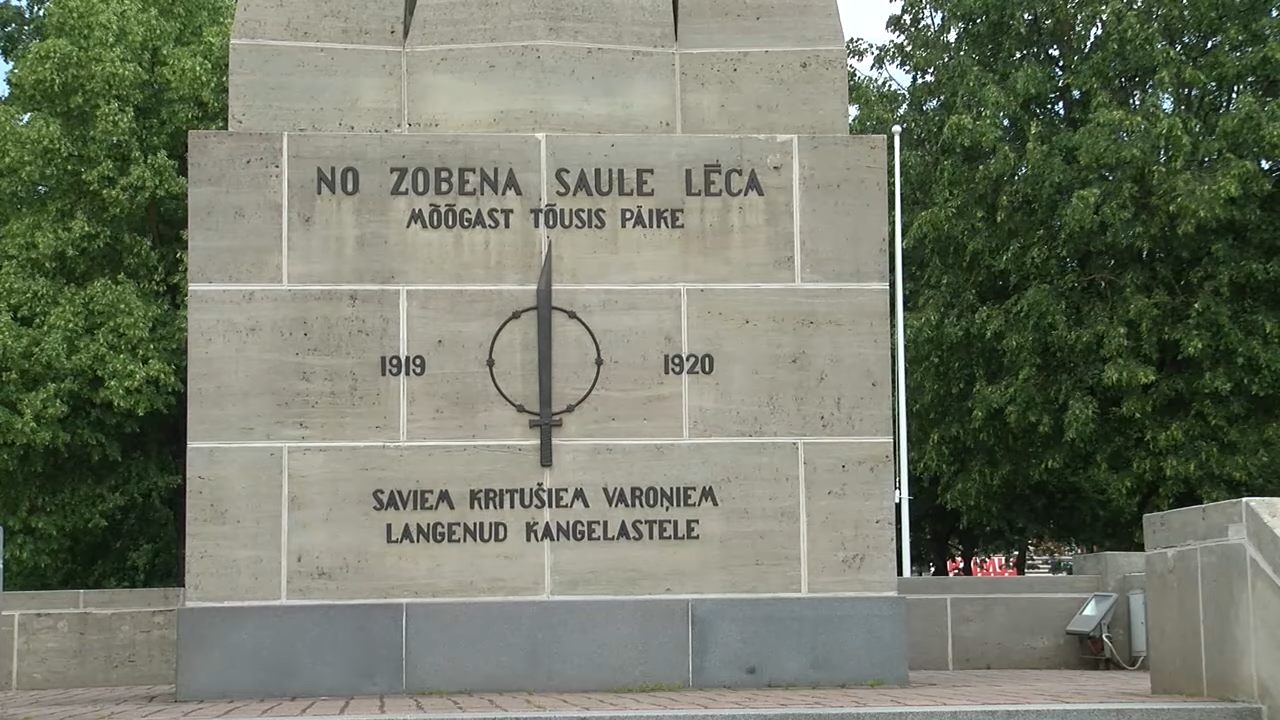 NO ZOBENA SAULE LĒCA
MÕÕGAST TÕUSIS PÄIKE
1919 1920
SAVIEM KRITUŠIEM VAROŅIEM
LANGENUD KANGELASTELE